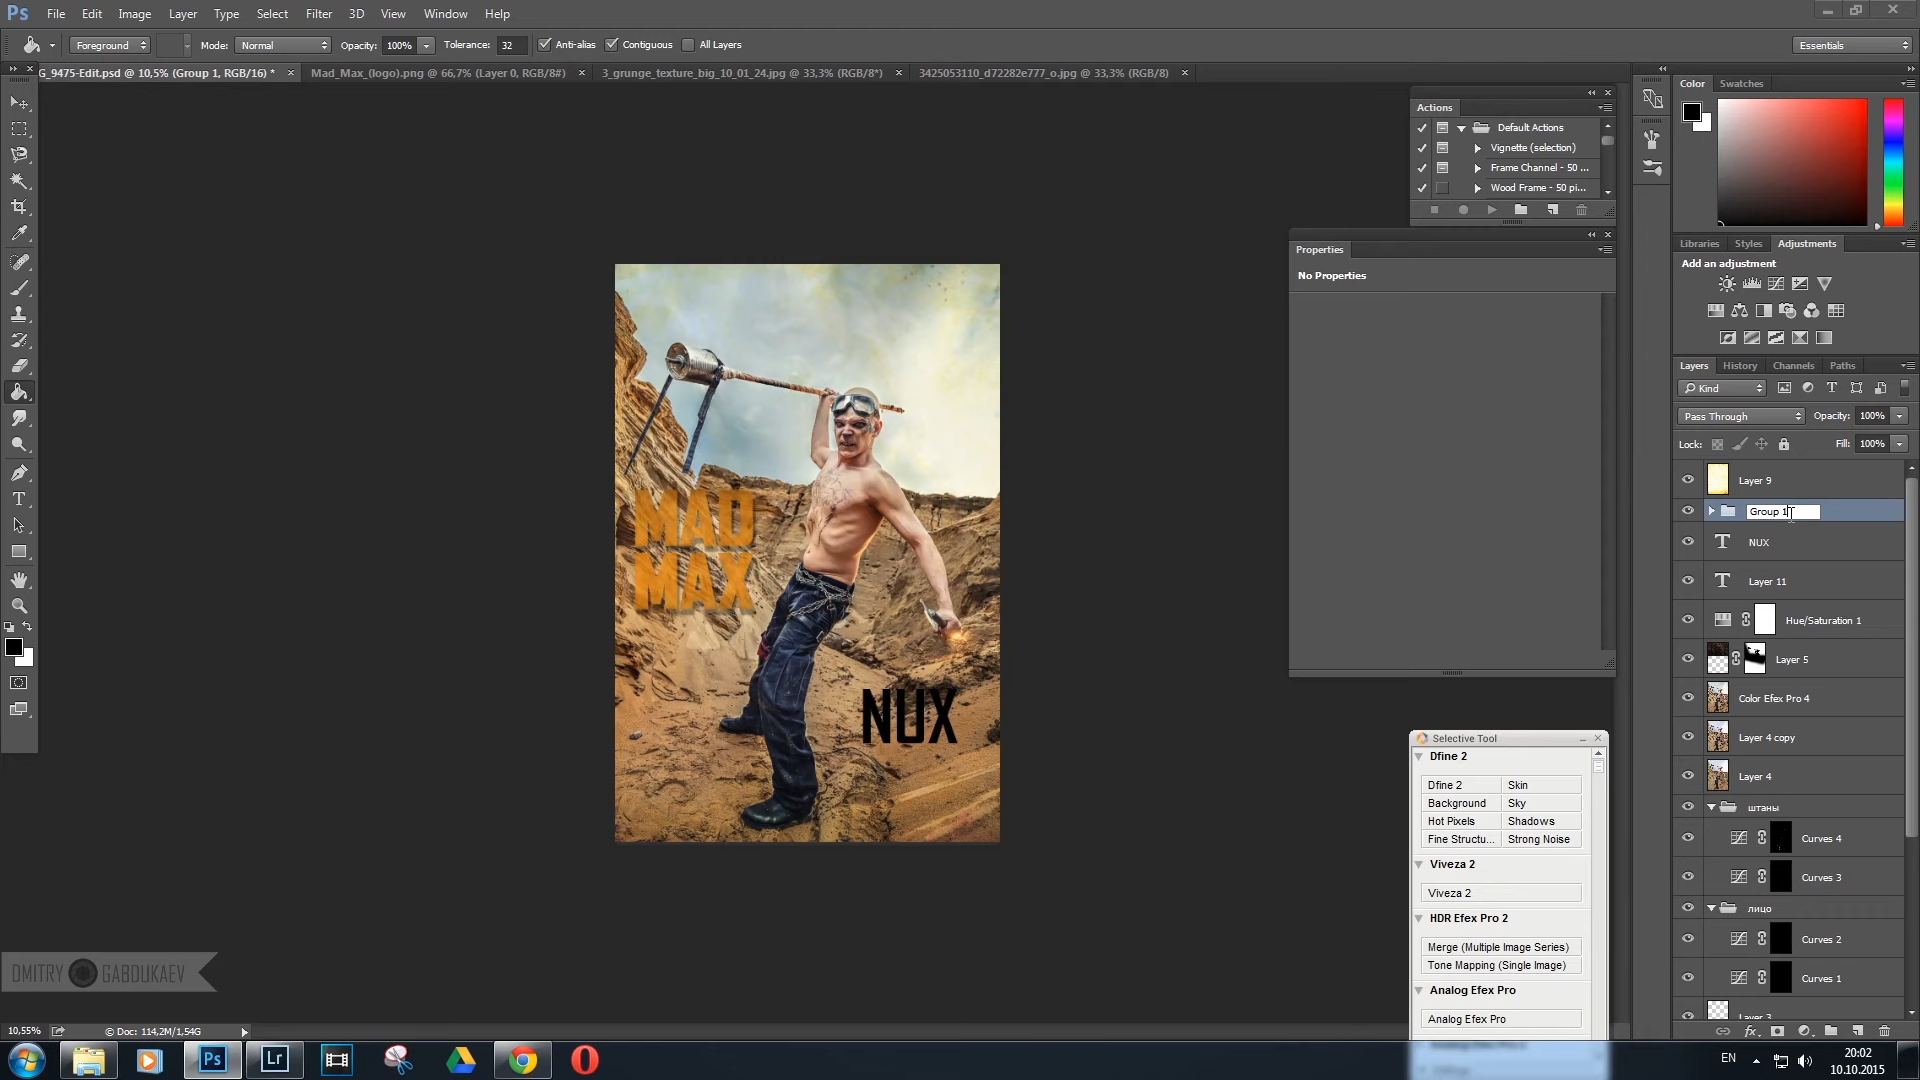 Ps File Edit Image Layer Type Select Filter 3D View Window Help
Foreground Mode: Normal Opacity: 100% Tolerance: 32 Anti-alias Contiguous All Layers Essentials
G_9475-Edit.psd @ 10,5% (Group 1, RGB/16) * Mad_Max_(logo).png @ 66,7% (Layer 0, RGB/8#) 3_grunge_texture_big_10_01_24.jpg @ 33,3% (RGB/8*) 3425053110_d72282e777_o.jpg @ 33,3% (RGB/8)
Actions
Default Actions
Vignette (selection)
Frame Channel - 50 ...
Wood Frame - 50 pi...
Properties
No Properties
MAD
MAX
NUX
Selective Tool
Dfine 2
Dfine 2 Skin
Background Sky
Hot Pixels Shadows
Fine Structu... Strong Noise
Viveza 2
Viveza 2
HDR Efex Pro 2
Merge (Multiple Image Series)
Tone Mapping (Single Image)
Analog Efex Pro
Analog Efex Pro
Color Swatches
Libraries Styles Adjustments
Add an adjustment
Layers History Channels Paths
Kind
Pass Through Opacity: 100%
Lock: Fill: 100%
Layer 9
Group 1
NUX
Layer 11
Hue/Saturation 1
Layer 5
Color Efex Pro 4
Layer 4 copy
Layer 4
штаны
Curves 4
Curves 3
лицо
Curves 2
Curves 1
Layer 3
DMITRY GABDUKAEV
10,55% Doc: 114,2M/1,54G
Ps Lr EN 20:02
10.10.2015